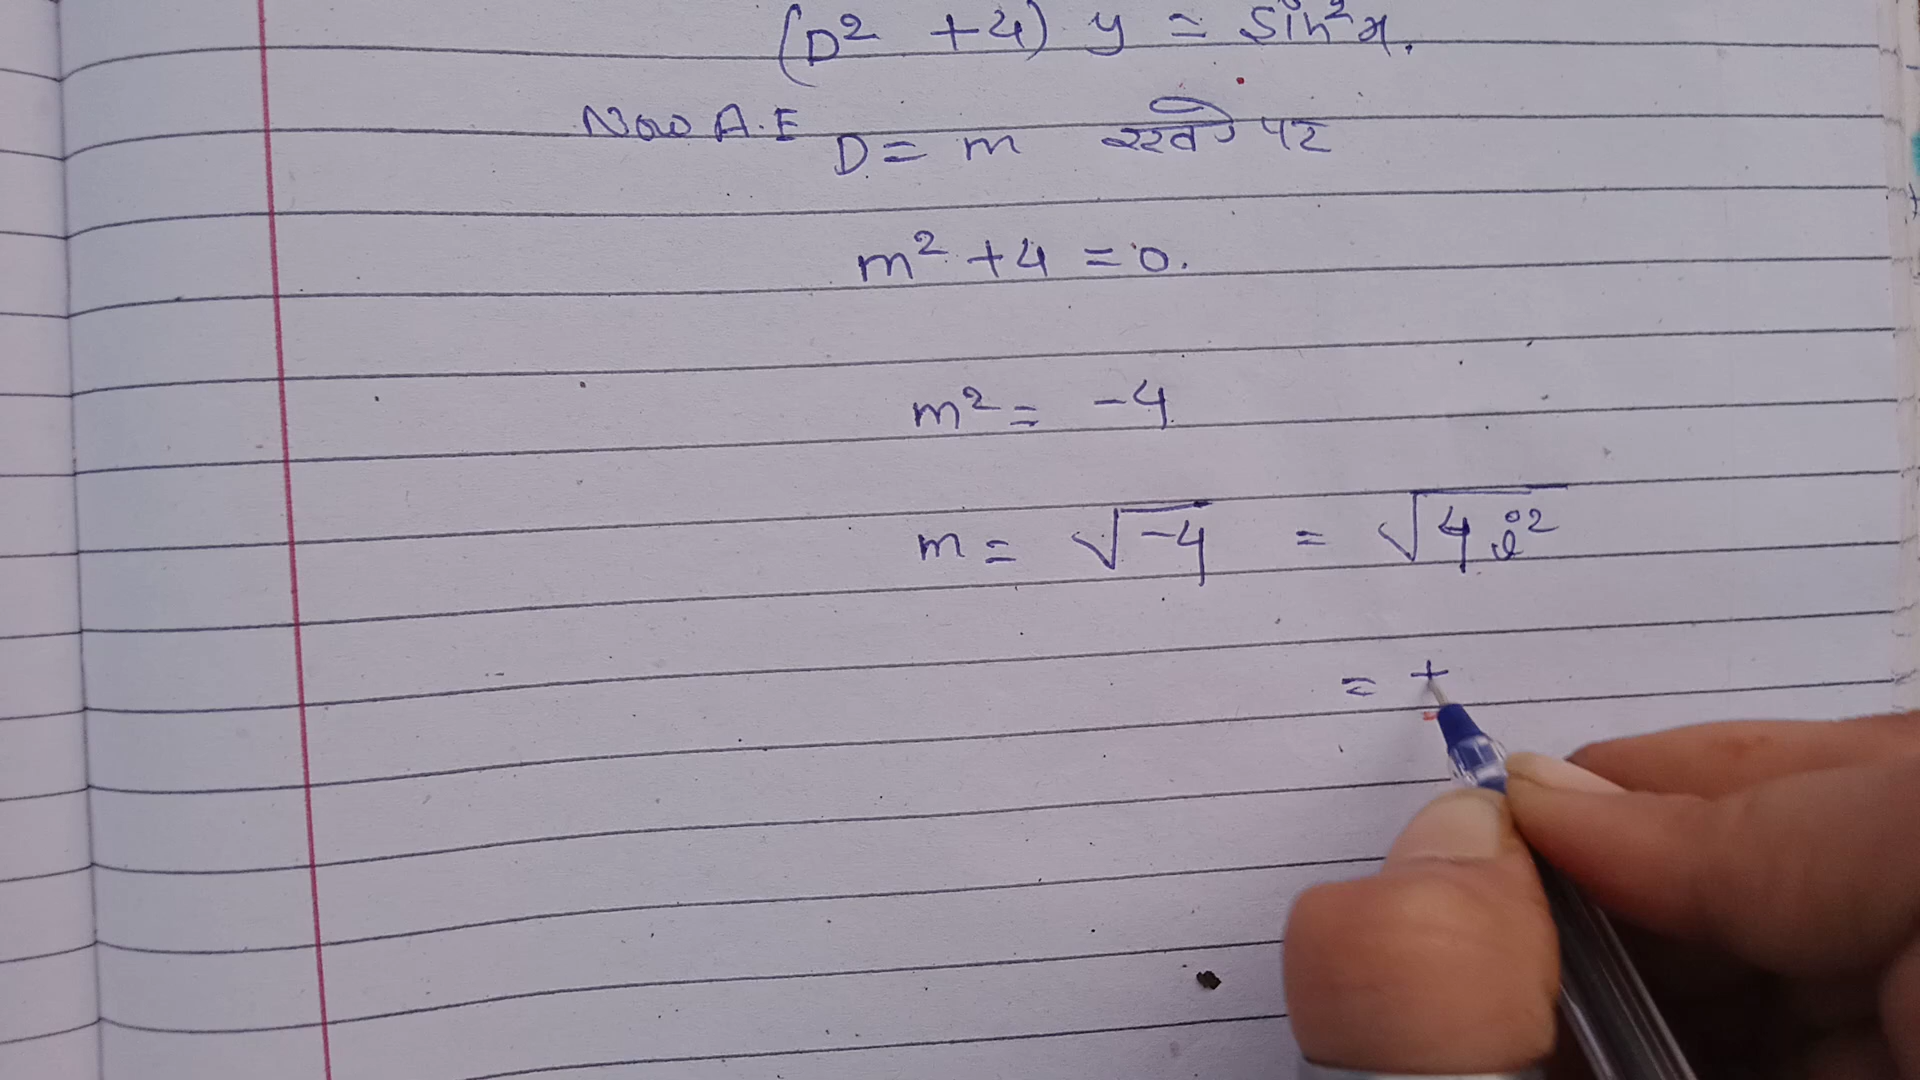 (D² + 4) y = Sin²x.
Now A.E
D = m रखने पर
m² + 4 = 0.
m² = -4
m = √-4 = √4i²
= +